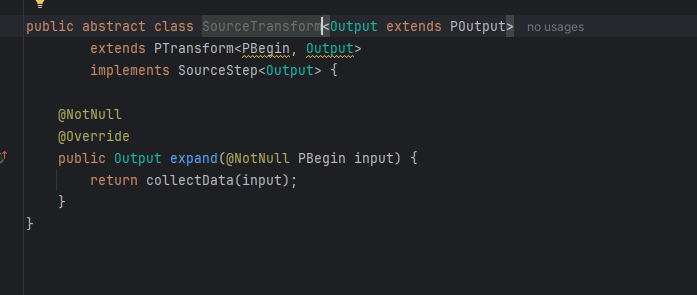 public abstract class SourceTransform<Output extends POutput> no usages
        extends PTransform<PBegin, Output>
        implements SourceStep<Output> {

    @NotNull
    @Override
    public Output expand(@NotNull PBegin input) {
        return collectData(input);
    }
}